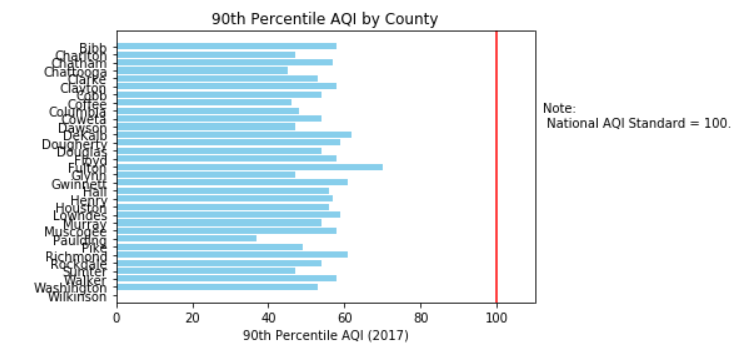 90th Percentile AQI by County
Bibb
Charlton
Chatham
Chattooga
Clarke
Clayton
Cobb
Coffee
Columbia
Coweta
Dawson
DeKalb
Dougherty
Douglas
Floyd
Fulton
Glynn
Gwinnett
Hall
Henry
Houston
Lowndes
Murray
Muscogee
Paulding
Pike
Richmond
Rockdale
Sumter
Walker
Washington
Wilkinson
Note:
National AQI Standard = 100.
0 20 40 60 80 100
90th Percentile AQI (2017)